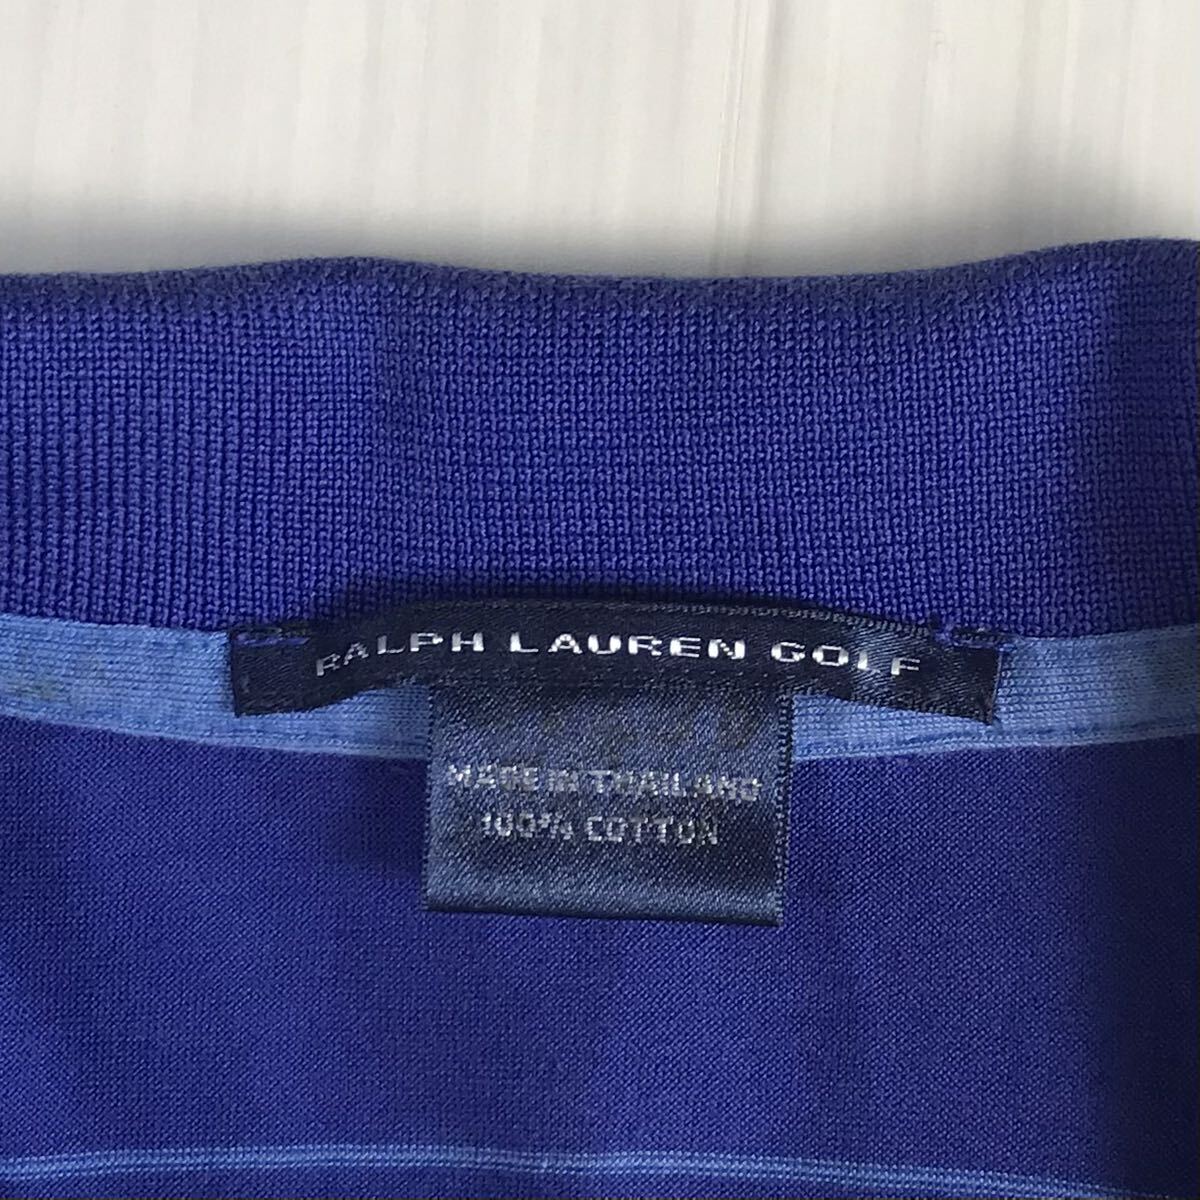 RALPH LAUREN GOLF
MADE IN THAILAND
100% COTTON